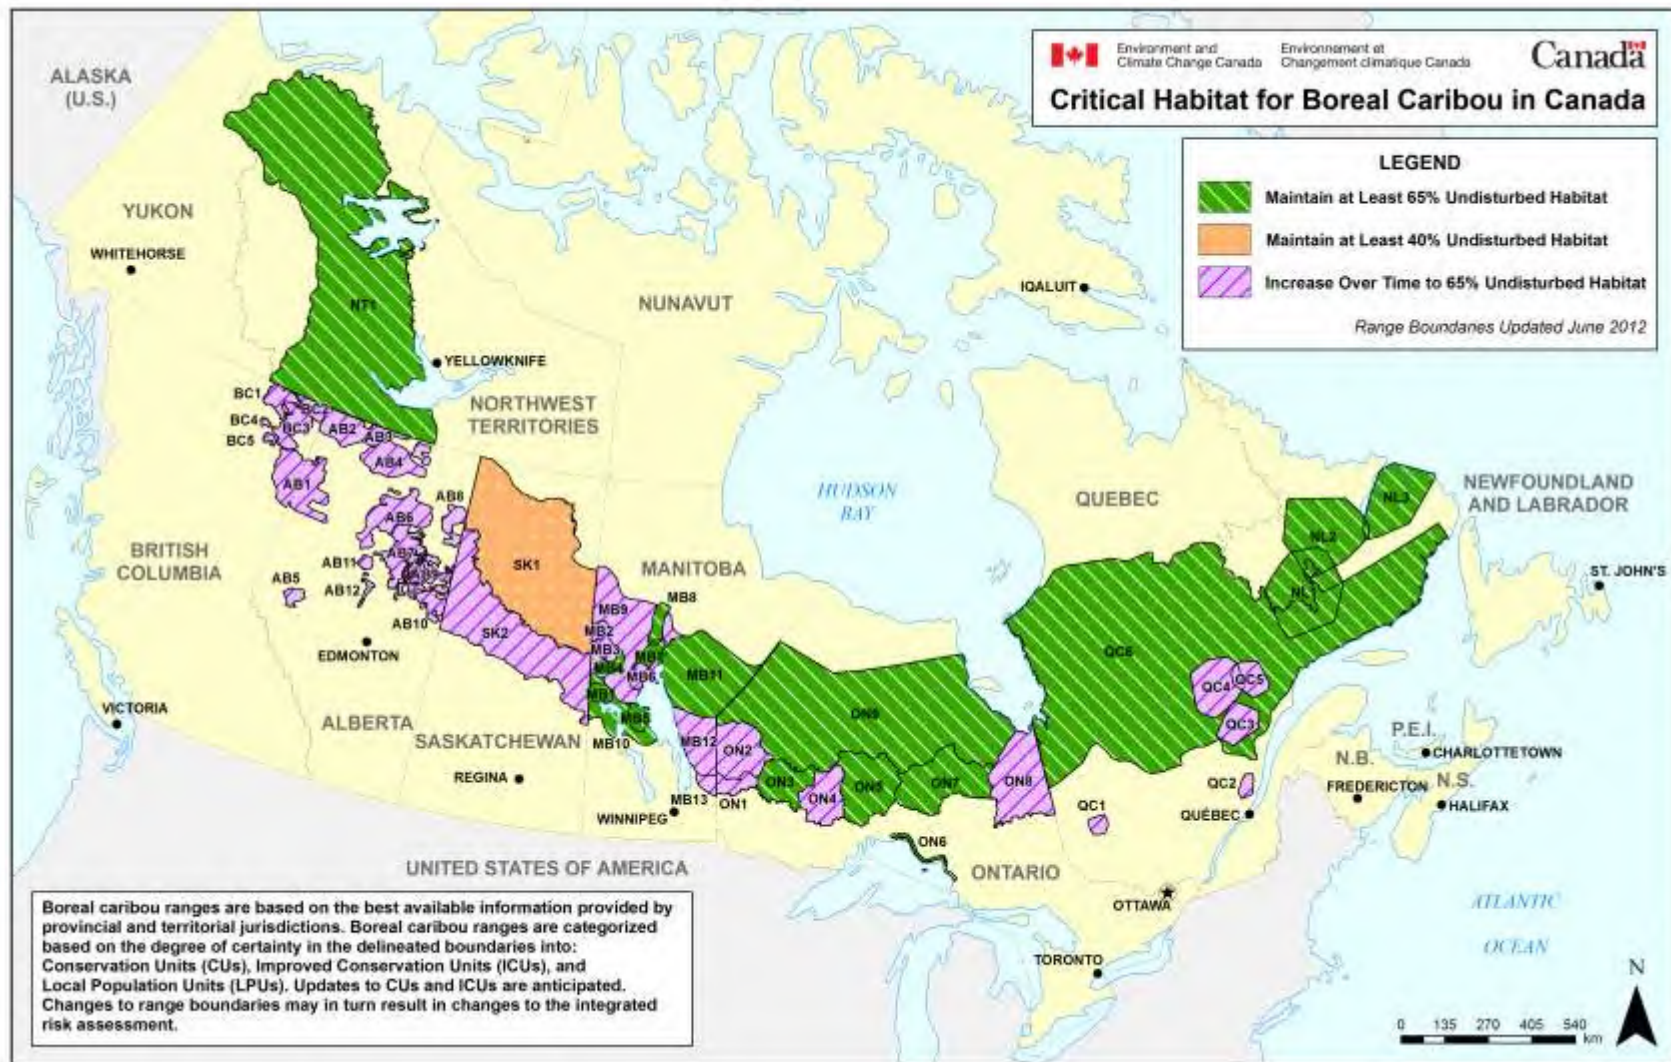 Environment and
Climate Change Canada
Environnement et
Changement climatique Canada
Canada
Critical Habitat for Boreal Caribou in Canada
LEGEND
Maintain at Least 65% Undisturbed Habitat
Maintain at Least 40% Undisturbed Habitat
Increase Over Time to 65% Undisturbed Habitat
Range Boundaries Updated June 2012
ALASKA
(U.S.)
YUKON
WHITEHORSE
NT1
NUNAVUT
IQALUIT
YELLOWKNIFE
NORTHWEST
TERRITORIES
BC1
BC2
BC4
BC3
BC5
AB2
AB3
AB4
AB1
AB8
AB6
HUDSON
BAY
QUEBEC
NL3
NEWFOUNDLAND
AND LABRADOR
NL2
BRITISH
COLUMBIA
AB7
AB11
AB5
AB12
AB10
SK1
MANITOBA
NL1
ST. JOHN'S
MB9
MB8
SK2
MB2
MB3
MB4
MB6
MB1
MB5
MB10
MB11
EDMONTON
QC6
QC4
QC5
QC3
VICTORIA
ALBERTA
SASKATCHEWAN
ON9
MB12
ON2
P.E.I.
CHARLOTTETOWN
N.B.
REGINA
ON3
ON4
ON5
ON7
ON8
QC2
FREDERICTON
N.S.
HALIFAX
MB13
ON1
WINNIPEG
QC1
QUÉBEC
ON6
UNITED STATES OF AMERICA
ONTARIO
OTTAWA
TORONTO
ATLANTIC
OCEAN
Boreal caribou ranges are based on the best available information provided by
provincial and territorial jurisdictions. Boreal caribou ranges are categorized
based on the degree of certainty in the delineated boundaries into:
Conservation Units (CUs), Improved Conservation Units (ICUs), and
Local Population Units (LPUs). Updates to CUs and ICUs are anticipated.
Changes to range boundaries may in turn result in changes to the integrated
risk assessment.
N
0 135 270 405 540
km